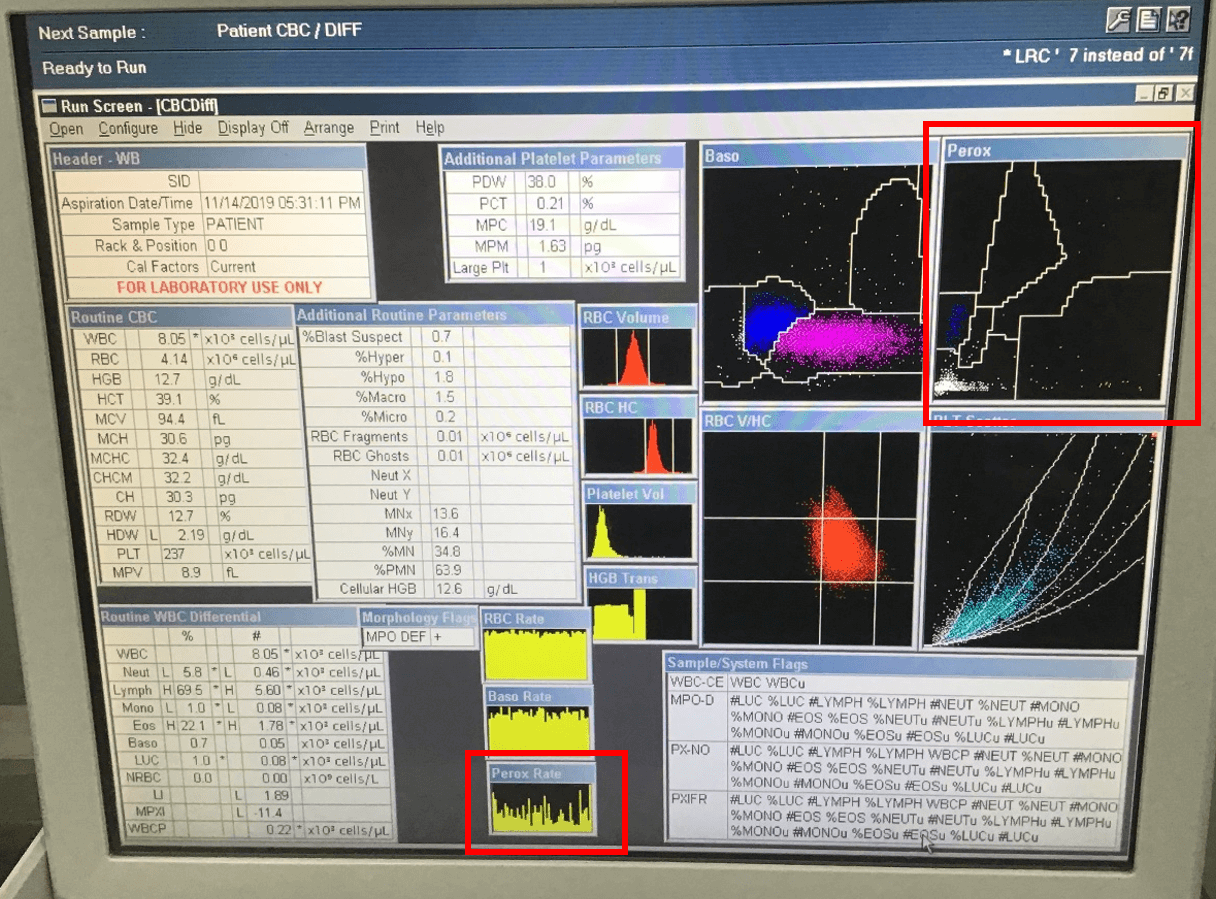 Next Sample : Patient CBC / DIFF
Ready to Run * LRC ' 7 instead of ' 7f
Run Screen - [CBCDiff]
Open Configure Hide Display Off Arrange Print Help
Header - WB
SID
Aspiration Date/Time 11/14/2019 05:31:11 PM
Sample Type PATIENT
Rack & Position 0 0
Cal Factors Current
FOR LABORATORY USE ONLY
Additional Platelet Parameters
PDW 38.0 %
PCT 0.21 %
MPC 19.1 g/dL
MPM 1.63 pg
Large Plt 1 x10³ cells/µL
Baso
Perox
Routine CBC
WBC 8.05 * x10³ cells/µL
RBC 4.14 x10⁶ cells/µL
HGB 12.7 g/dL
HCT 39.1 %
MCV 94.4 fL
MCH 30.6 pg
MCHC 32.4 g/dL
CHCM 32.2 g/dL
CH 30.3 pg
RDW 12.7 %
HDW L 2.19 g/dL
PLT 237 x10³ cells/µL
MPV 8.9 fL
Additional Routine Parameters
%Blast Suspect 0.7
%Hyper 0.1
%Hypo 1.8
%Macro 1.5
%Micro 0.2
RBC Fragments 0.01 x10⁶ cells/µL
RBC Ghosts 0.01 x10⁶ cells/µL
Neut X
Neut Y
MNx 13.6
MNy 16.4
%MN 34.8
%PMN 63.9
Cellular HGB 12.6 g/dL
RBC Volume
RBC HC
Platelet Vol
HGB Trans
RBC V/HC
PLT Scatter
Routine WBC Differential
% #
WBC 8.05 * x10³ cells/µL
Neut L 5.8 * L 0.46 * x10³ cells/µL
Lymph H 69.5 * H 5.60 * x10³ cells/µL
Mono L 1.0 * L 0.08 * x10³ cells/µL
Eos H 22.1 * H 1.78 * x10³ cells/µL
Baso 0.7 0.05 x10³ cells/µL
LUC 1.0 * 0.08 * x10³ cells/µL
NRBC 0.0 0.00 x10⁹ cells/L
LI L 1.89
MPXI L -11.4
WBCP 0.22 * x10³ cells/µL
Morphology Flags
MPO DEF +
RBC Rate
Baso Rate
Perox Rate
Sample/System Flags
WBC-CE WBC WBCu
MPO-D #LUC %LUC #LYMPH %LYMPH #NEUT %NEUT #MONO
%MONO #EOS %EOS %NEUTu #NEUTu %LYMPHu #LYMPHu
%MONOu #MONOu %EOSu #EOSu %LUCu #LUCu
PX-NO #LUC %LUC #LYMPH %LYMPH WBCP #NEUT %NEUT #MONO
%MONO #EOS %EOS %NEUTu #NEUTu %LYMPHu #LYMPHu
%MONOu #MONOu %EOSu #EOSu %LUCu #LUCu
PXIFR #LUC %LUC #LYMPH %LYMPH WBCP #NEUT %NEUT #MONO
%MONO #EOS %EOS %NEUTu #NEUTu %LYMPHu #LYMPHu
%MONOu #MONOu %EOSu #EOSu %LUCu #LUCu